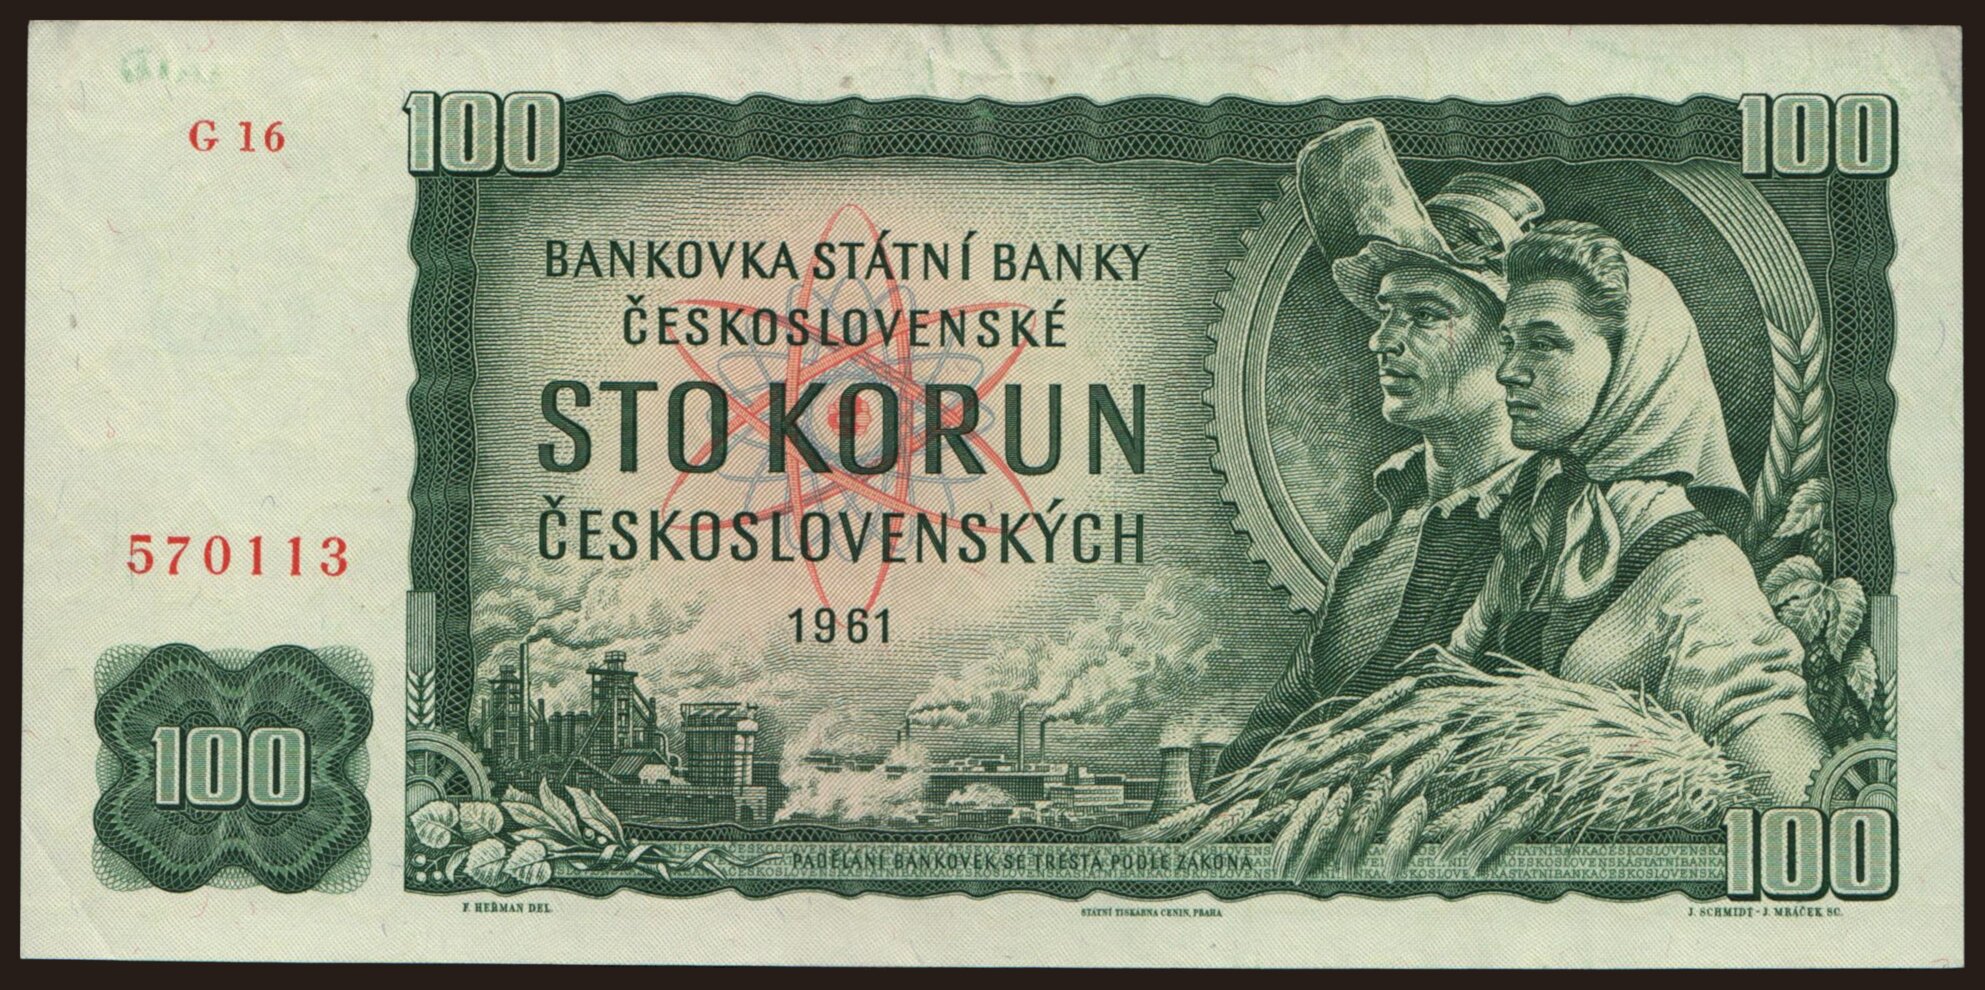 G 16
100
100
BANKOVKA STÁTNÍ BANKY
ČESKOSLOVENSKÉ
STO KORUN
ČESKOSLOVENSKÝCH
1961
570113
100
100
PADĚLÁNÍ BANKOVEK SE TRESTÁ PODLE ZÁKONA
F. HEŘMAN DEL.
STÁTNÍ TISKÁRNA CENIN, PRAHA
J. SCHMIDT - J. MRÁČEK SC.